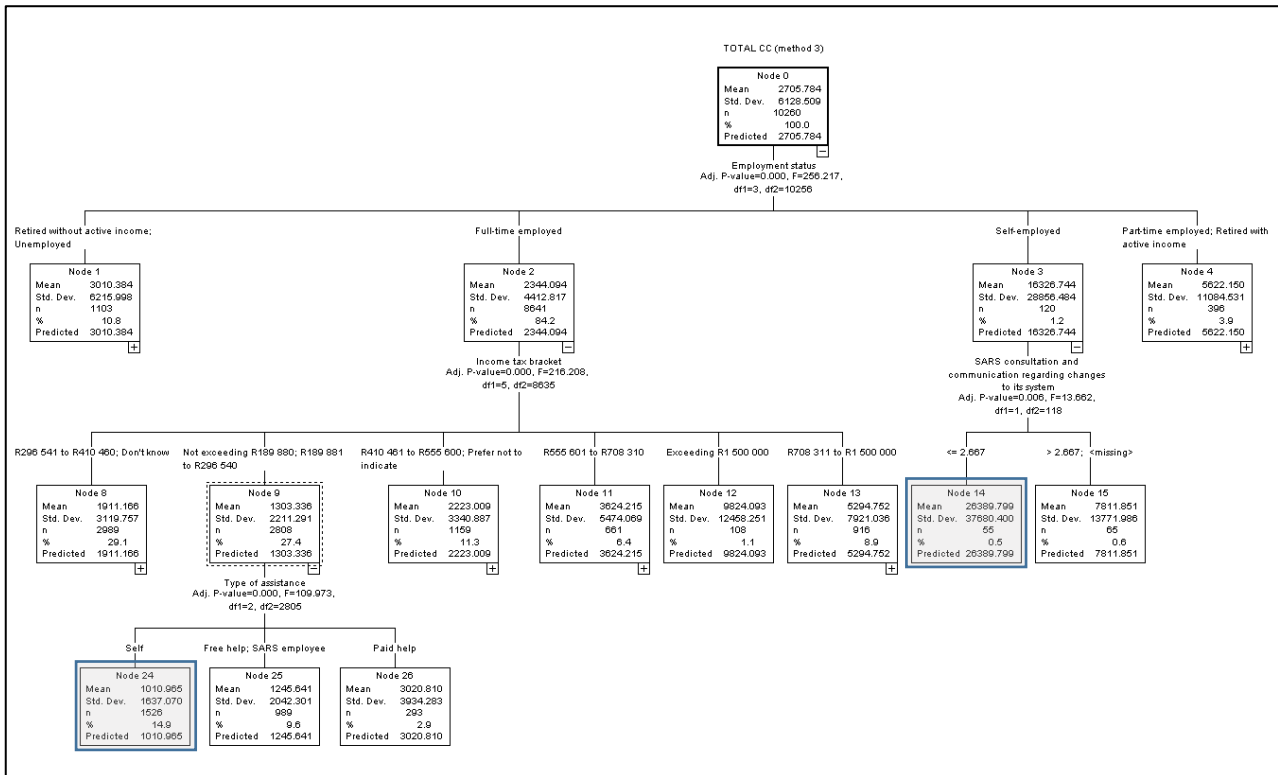 TOTAL CC (method 3)
Node 0
Mean 2705.784
Std. Dev. 6128.509
n 10260
% 100.0
Predicted 2705.784
Employment status
Adj. P-value=0.000, F=256.217,
df1=3, df2=10256
Retired without active income;
Unemployed
Node 1
Mean 3010.384
Std. Dev. 6215.998
n 1103
% 10.8
Predicted 3010.384
Full-time employed
Node 2
Mean 2344.094
Std. Dev. 4412.817
n 8641
% 84.2
Predicted 2344.094
Self-employed
Node 3
Mean 16326.744
Std. Dev. 28856.484
n 120
% 1.2
Predicted 16326.744
Part-time employed; Retired with
active income
Node 4
Mean 5622.150
Std. Dev. 11084.531
n 396
% 3.9
Predicted 5622.150
Income tax bracket
Adj. P-value=0.000, F=216.208,
df1=5, df2=8635
SARS consultation and
communication regarding changes
to its system
Adj. P-value=0.006, F=13.662,
df1=1, df2=118
R296 541 to R410 460; Don't know
Node 8
Mean 1911.166
Std. Dev. 3119.757
n 2989
% 29.1
Predicted 1911.166
Not exceeding R189 880; R189 881
to R296 540
Node 9
Mean 1303.336
Std. Dev. 2211.291
n 2808
% 27.4
Predicted 1303.336
R410 461 to R555 600; Prefer not to
indicate
Node 10
Mean 2223.009
Std. Dev. 3340.887
n 1159
% 11.3
Predicted 2223.009
R555 601 to R708 310
Node 11
Mean 3624.215
Std. Dev. 5474.069
n 661
% 6.4
Predicted 3624.215
Exceeding R1 500 000
Node 12
Mean 9824.093
Std. Dev. 12458.251
n 108
% 1.1
Predicted 9824.093
R708 311 to R1 500 000
Node 13
Mean 5294.752
Std. Dev. 7921.036
n 916
% 8.9
Predicted 5294.752
<= 2.667
Node 14
Mean 26389.799
Std. Dev. 37680.400
n 55
% 0.5
Predicted 26389.799
> 2.667; <missing>
Node 15
Mean 7811.851
Std. Dev. 13771.986
n 65
% 0.6
Predicted 7811.851
Type of assistance
Adj. P-value=0.000, F=109.973,
df1=2, df2=2805
Self
Node 24
Mean 1010.965
Std. Dev. 1637.070
n 1526
% 14.9
Predicted 1010.965
Free help; SARS employee
Node 25
Mean 1245.641
Std. Dev. 2042.301
n 989
% 9.6
Predicted 1245.641
Paid help
Node 26
Mean 3020.810
Std. Dev. 3934.283
n 293
% 2.9
Predicted 3020.810